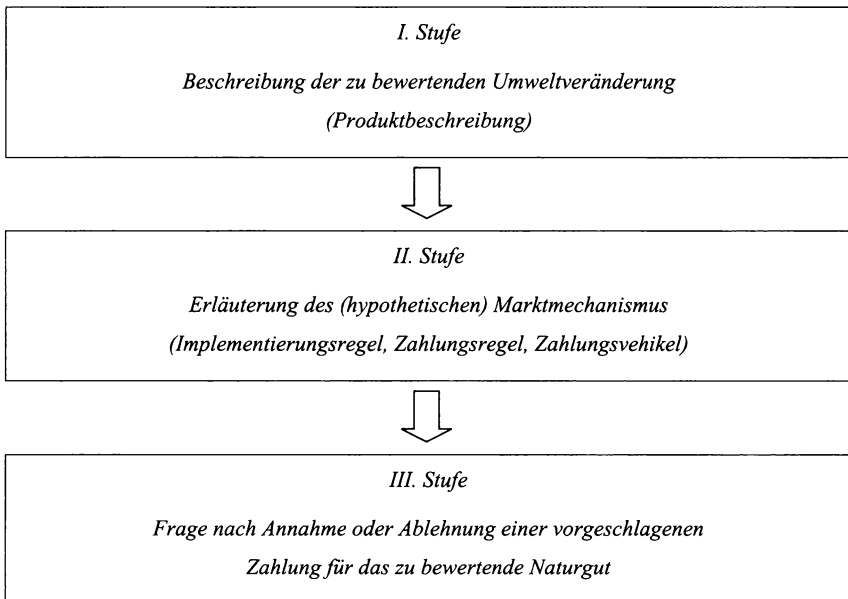 I. Stufe
Beschreibung der zu bewertenden Umweltveränderung
(Produktbeschreibung)
II. Stufe
Erläuterung des (hypothetischen) Marktmechanismus
(Implementierungsregel, Zahlungsregel, Zahlungsvehikel)
III. Stufe
Frage nach Annahme oder Ablehnung einer vorgeschlagenen
Zahlung für das zu bewertende Naturgut